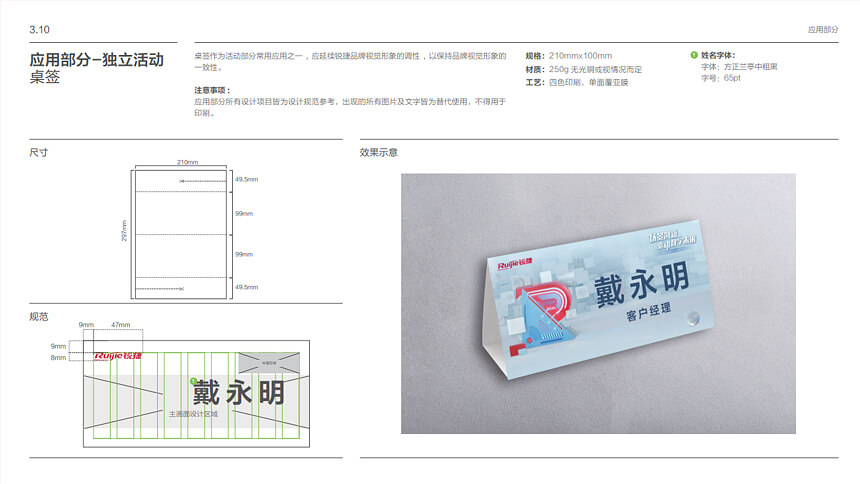 3.10
应用部分
应用部分-独立活动
桌签
桌签作为活动部分常用应用之一，应延续锐捷品牌视觉形象的调性，以保持品牌视觉形象的
一致性。
注意事项：
应用部分所有设计项目皆为设计规范参考，出现的所有图片及文字皆为替代使用，不得用于
印刷。
规格：210mmx100mm
材质：250g 无光铜或视情况而定
工艺：四色印刷，单面覆亚膜
1 姓名字体：
字体：方正兰亭中粗黑
字号：65pt
尺寸
210mm
49.5mm
99mm
297mm
99mm
49.5mm
规范
9mm 47mm
9mm
8mm
Ruijie锐捷
1
戴永明
主画面设计区域
效果示意
Ruijie锐捷
戴永明
客户经理